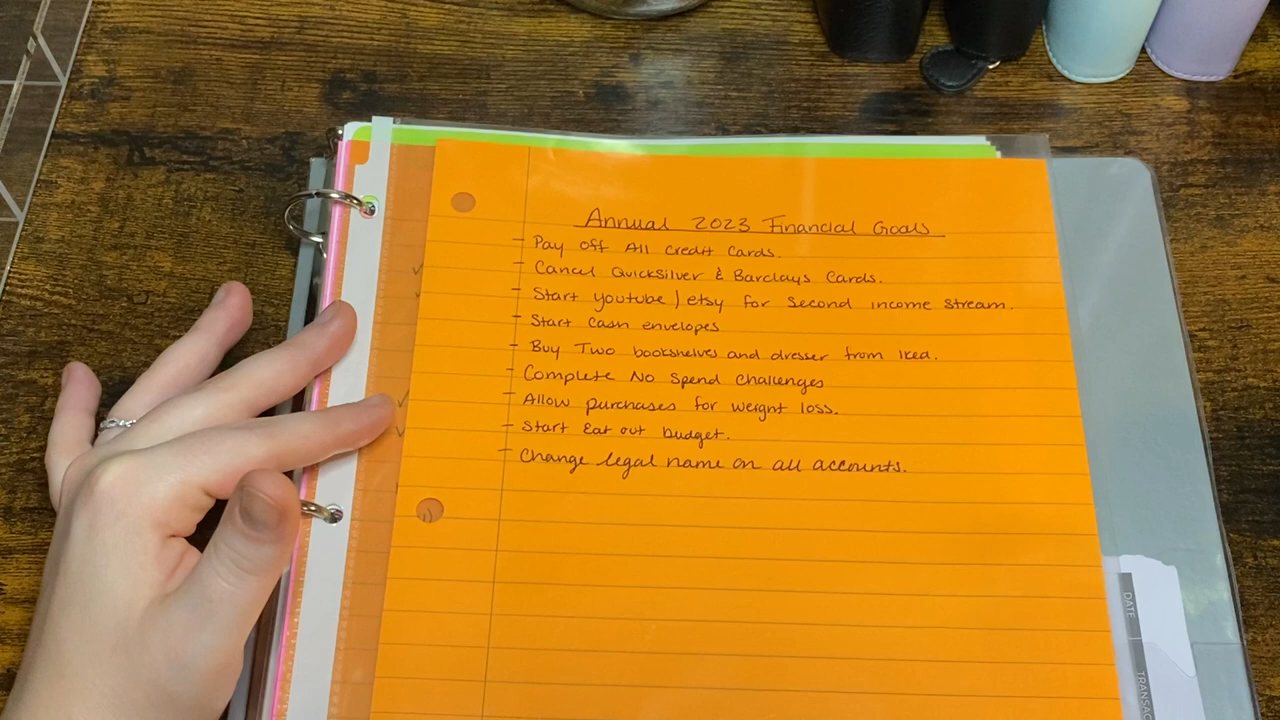 Annual 2023 Financial Goals
- Pay off All Credit Cards.
- Cancel Quicksilver & Barclays Cards.
- Start youtube / etsy for second income stream.
- Start Cash envelopes
- Buy Two bookshelves and dresser from Ikea.
- Complete No Spend Challenges
- Allow purchases for weight loss.
- Start Eat out budget.
- Change legal name on all accounts.
DATE